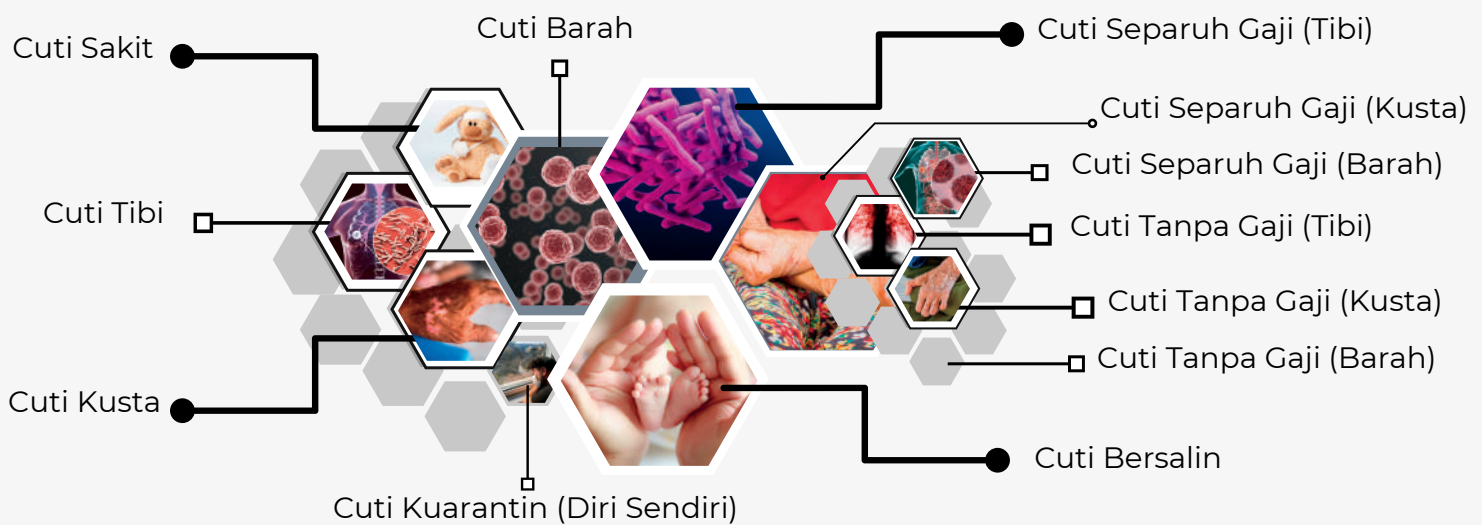 Cuti Sakit
Cuti Barah
Cuti Separuh Gaji (Tibi)
Cuti Separuh Gaji (Kusta)
Cuti Separuh Gaji (Barah)
Cuti Tibi
Cuti Tanpa Gaji (Tibi)
Cuti Tanpa Gaji (Kusta)
Cuti Tanpa Gaji (Barah)
Cuti Kusta
Cuti Bersalin
Cuti Kuarantin (Diri Sendiri)